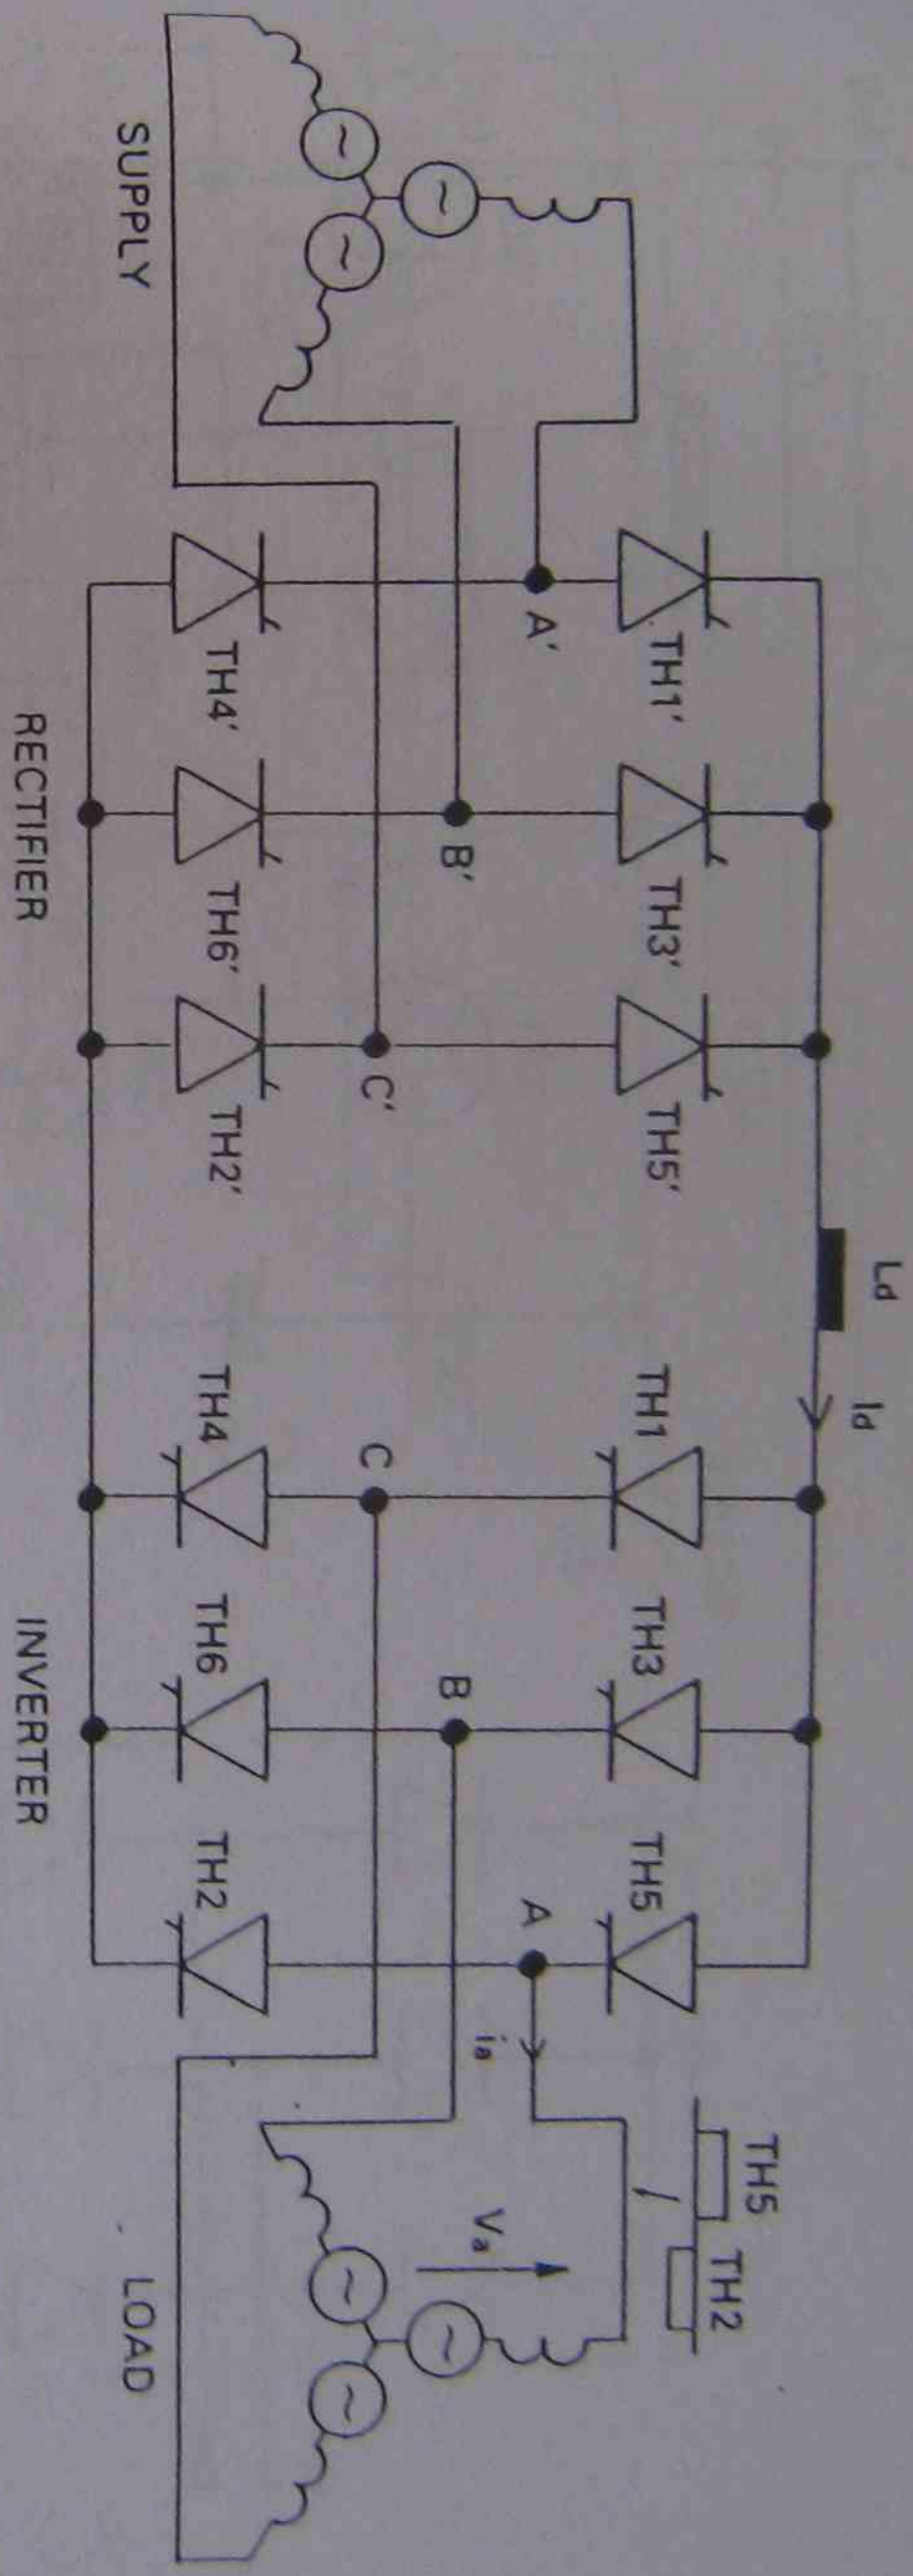 Ld
Id
TH1'
TH3'
TH5'
TH1
TH3
TH5
TH5
TH2
A'
B'
C'
C
B
A
ia
Va
TH4'
TH6'
TH2'
TH4
TH6
TH2
SUPPLY
LOAD
RECTIFIER
INVERTER